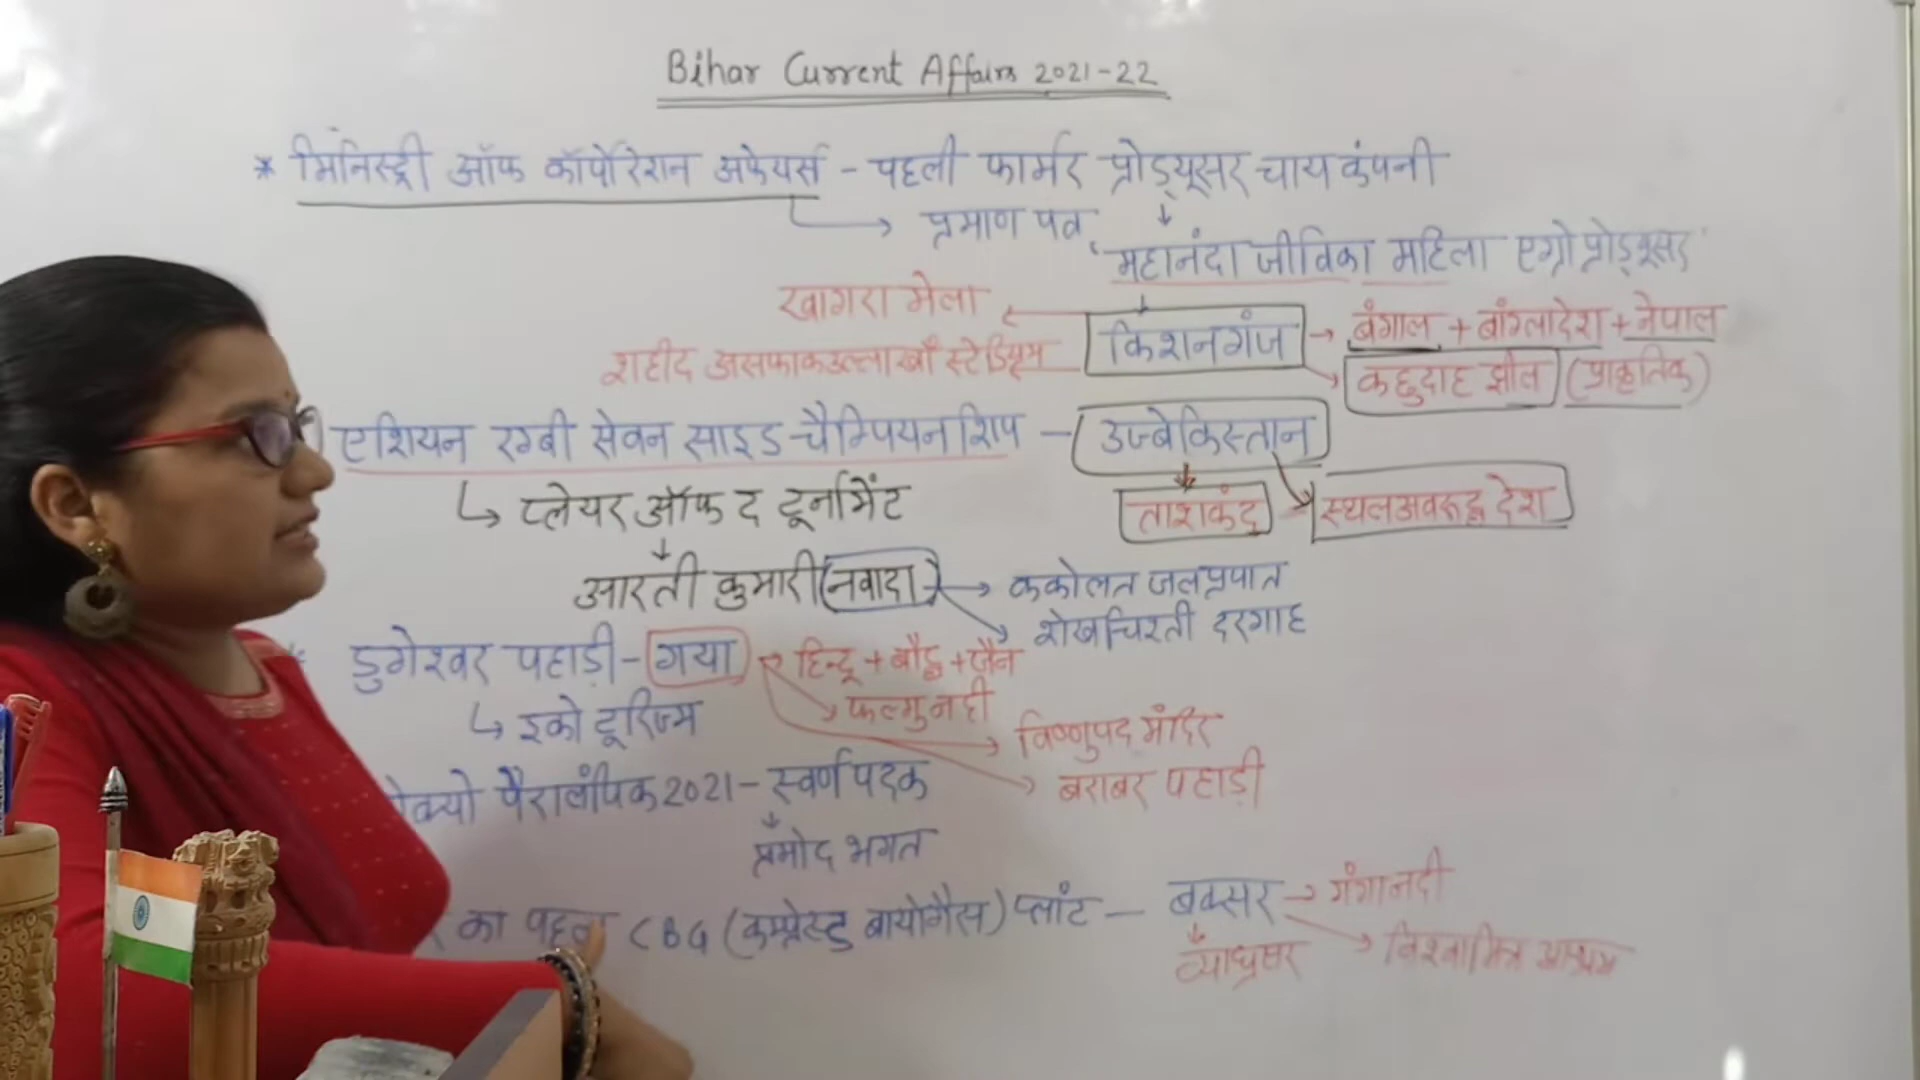 Bihar Current Affairs 2021-22
* मिनिस्ट्री ऑफ कॉर्पोरेशन अफेयर्स - पहली फार्मर प्रोड्यूसर चाय कंपनी
→ प्रमाण पत्र ↓
महानंदा जीविका महिला एग्रो प्रोड्यूसर
खागरा मेला ← किशनगंज → बंगाल + बांग्लादेश + नेपाल
शहीद असफाकउल्ला खाँ स्टेडियम
कछुदाह झील (प्राकृतिक)
एशियन रग्बी सेवन साइड चैम्पियनशिप - उज्बेकिस्तान
↳ प्लेयर ऑफ द टूर्नामेंट
ताशकंद → स्थलअवरुद्ध देश
आरती कुमारी (नवादा) → ककोलत जलप्रपात
शेखचिश्ती दरगाह
डुगेश्वर पहाड़ी - गया → हिन्दू + बौद्ध + जैन
फल्गु नदी
↳ इको टूरिज्म
विष्णुपद मंदिर
बराबर पहाड़ी
क्यो पैरालंपिक 2021 - स्वर्ण पदक
↓
प्रमोद भगत
का पहला CBG (कम्प्रेस्ड बायोगैस) प्लांट - बक्सर → गंगा नदी
व्याघ्रसर → विश्वामित्र आश्रम